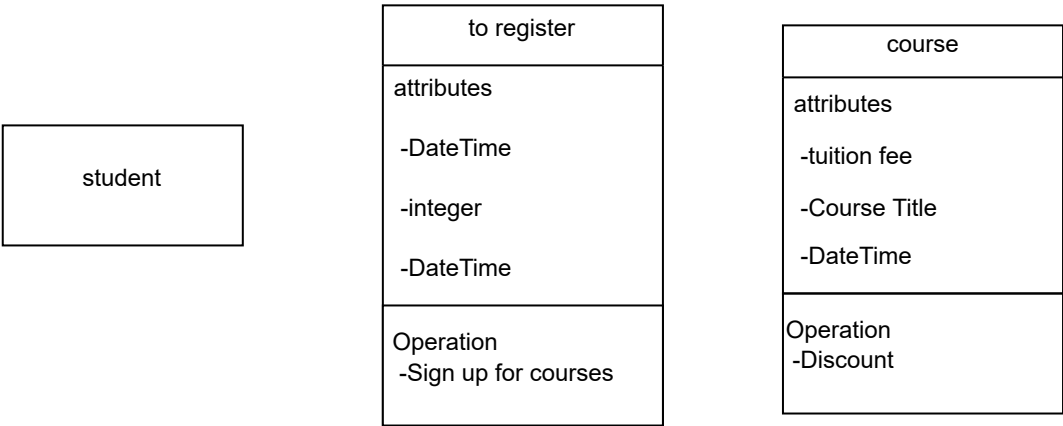 student
to register
attributes
-DateTime
-integer
-DateTime
Operation
-Sign up for courses
course
attributes
-tuition fee
-Course Title
-DateTime
Operation
-Discount